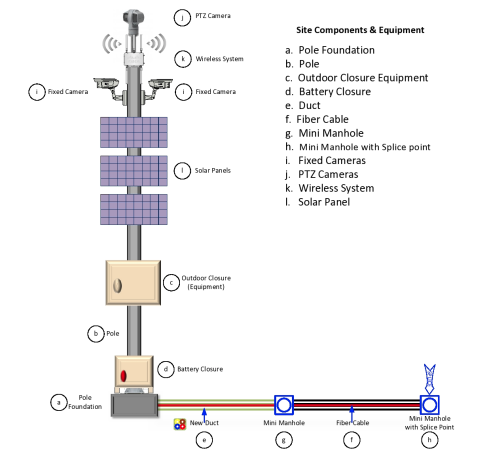 j PTZ Camera
Site Components & Equipment
k Wireless System
a. Pole Foundation
b. Pole
c. Outdoor Closure Equipment
d. Battery Closure
e. Duct
f. Fiber Cable
g. Mini Manhole
h. Mini Manhole with Splice point
i. Fixed Cameras
j. PTZ Cameras
k. Wireless System
l. Solar Panel
i Fixed Camera
i Fixed Camera
l Solar Panels
c Outdoor Closure
(Equipment)
b Pole
d Battery Closure
a Pole
Foundation
New Duct
e
Mini Manhole
g
Fiber Cable
f
Mini Manhole
with Splice Point
h